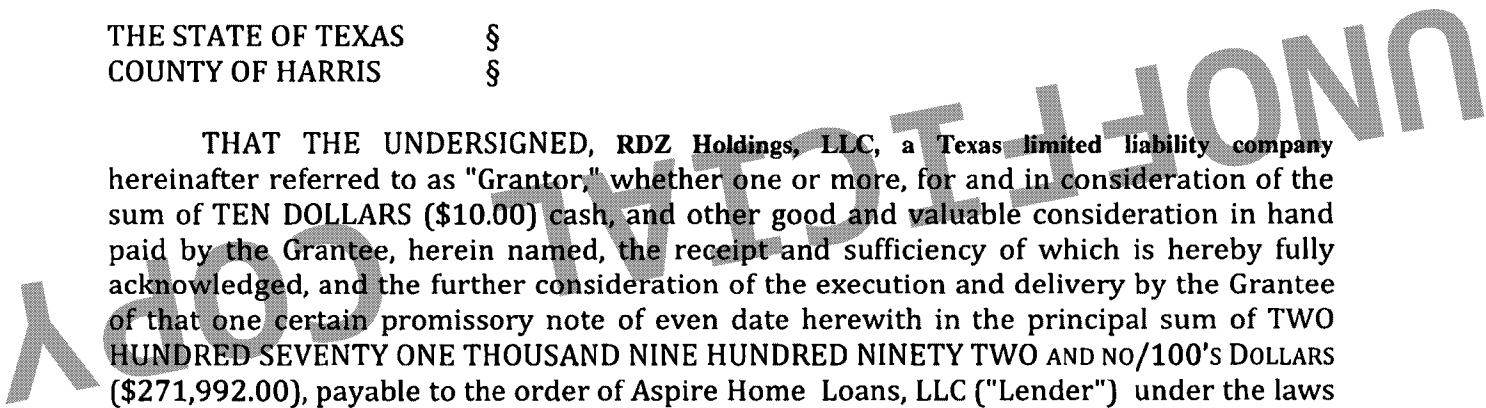 THE STATE OF TEXAS §
COUNTY OF HARRIS §
THAT THE UNDERSIGNED, RDZ Holdings, LLC, a Texas limited liability company
hereinafter referred to as "Grantor," whether one or more, for and in consideration of the
sum of TEN DOLLARS ($10.00) cash, and other good and valuable consideration in hand
paid by the Grantee, herein named, the receipt and sufficiency of which is hereby fully
acknowledged, and the further consideration of the execution and delivery by the Grantee
of that one certain promissory note of even date herewith in the principal sum of TWO
HUNDRED SEVENTY ONE THOUSAND NINE HUNDRED NINETY TWO AND NO/100'S DOLLARS
($271,992.00), payable to the order of Aspire Home Loans, LLC ("Lender") under the laws
UNOFFICIAL COPY